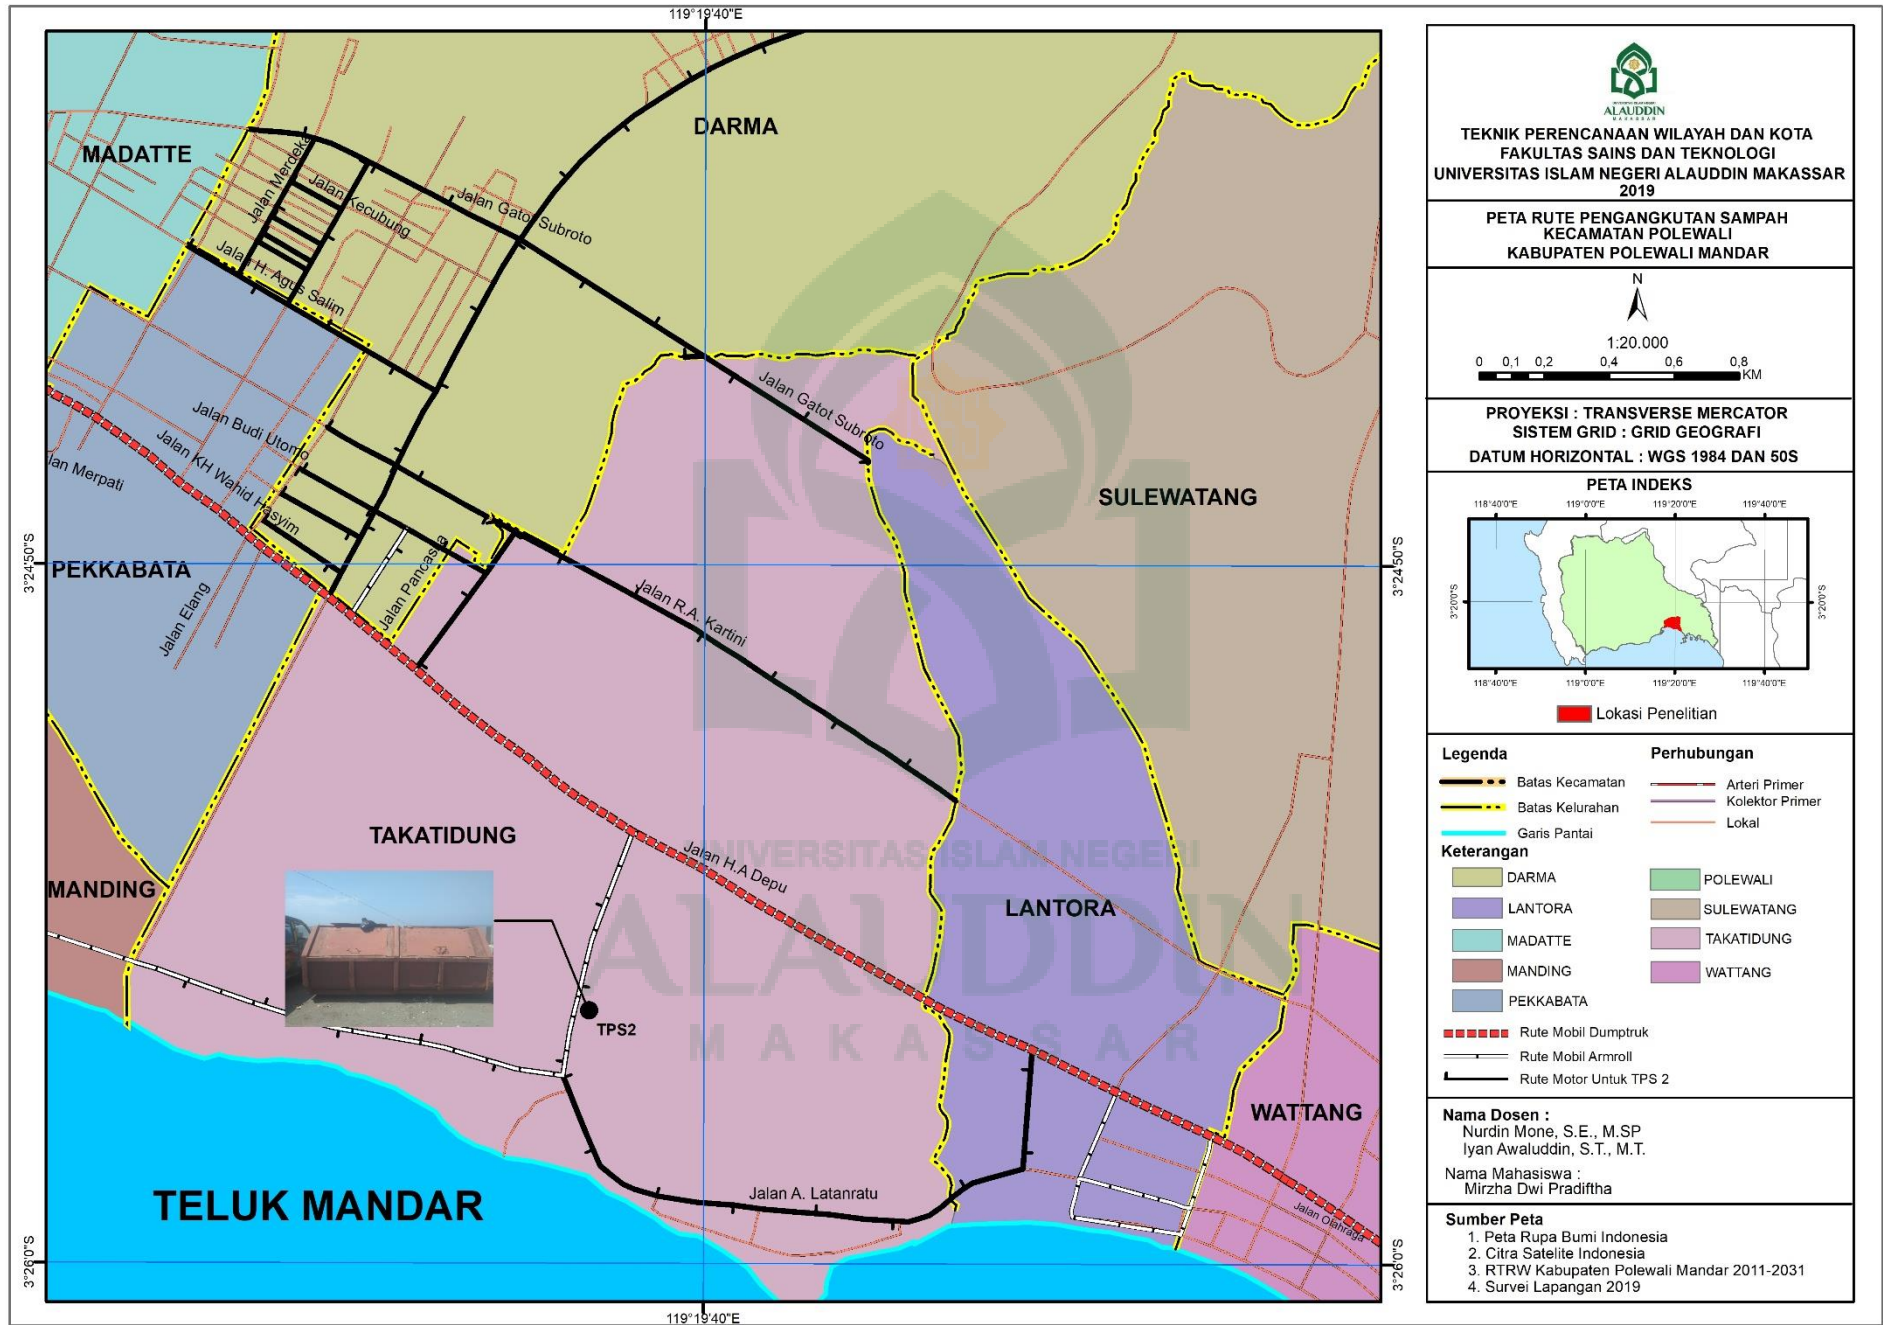 119°19'40"E
MADATTE
DARMA
Jalan Merdeka
Jalan Kecubung
Jalan Gatot Subroto
Jalan H. Agus Salim
Jalan Gatot Subroto
Jalan Budi Utomo
Jalan KH Wahid Hasyim
lan Merpati
SULEWATANG
3°24'50"S
3°24'50"S
PEKKABATA
Jalan Pancasila
Jalan Elang
Jalan R.A. Kartini
TAKATIDUNG
Jalan H.A Depu
UNIVERSITAS ISLAM NEGERI
MANDING
LANTORA
ALAUDDIN
TPS2
MAKASSAR
WATTANG
Jalan A. Latanratu
TELUK MANDAR
Jalan Olahraga
3°26'0"S
3°26'0"S
119°19'40"E
UNIVERSITAS ISLAM NEGERI
ALAUDDIN
MAKASSAR
TEKNIK PERENCANAAN WILAYAH DAN KOTA
FAKULTAS SAINS DAN TEKNOLOGI
UNIVERSITAS ISLAM NEGERI ALAUDDIN MAKASSAR
2019
PETA RUTE PENGANGKUTAN SAMPAH
KECAMATAN POLEWALI
KABUPATEN POLEWALI MANDAR
N
1:20.000
0 0,1 0,2 0,4 0,6 0,8
KM
PROYEKSI : TRANSVERSE MERCATOR
SISTEM GRID : GRID GEOGRAFI
DATUM HORIZONTAL : WGS 1984 DAN 50S
PETA INDEKS
118°40'0"E 119°0'0"E 119°20'0"E 119°40'0"E
3°20'0"S 3°20'0"S
118°40'0"E 119°0'0"E 119°20'0"E 119°40'0"E
Lokasi Penelitian
Legenda
Batas Kecamatan
Batas Kelurahan
Garis Pantai
Perhubungan
Arteri Primer
Kolektor Primer
Lokal
Keterangan
DARMA
LANTORA
MADATTE
MANDING
PEKKABATA
POLEWALI
SULEWATANG
TAKATIDUNG
WATTANG
Rute Mobil Dumptruk
Rute Mobil Armroll
Rute Motor Untuk TPS 2
Nama Dosen :
Nurdin Mone, S.E., M.SP
Iyan Awaluddin, S.T., M.T.
Nama Mahasiswa :
Mirzha Dwi Pradiftha
Sumber Peta
1. Peta Rupa Bumi Indonesia
2. Citra Satelite Indonesia
3. RTRW Kabupaten Polewali Mandar 2011-2031
4. Survei Lapangan 2019